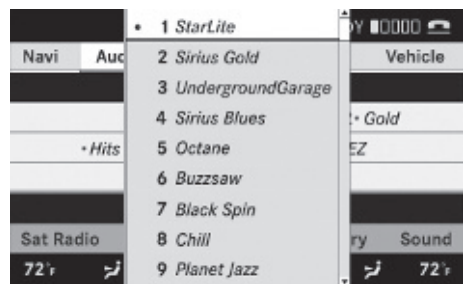 • 1 StarLite
Y
Navi Auc 2 Sirius Gold Vehicle
3 UndergroundGarage
4 Sirius Blues • Gold
• Hits 5 Octane EZ
6 Buzzsaw
7 Black Spin
Sat Radio 8 Chill ry Sound
72°F 9 Planet Jazz 72°F